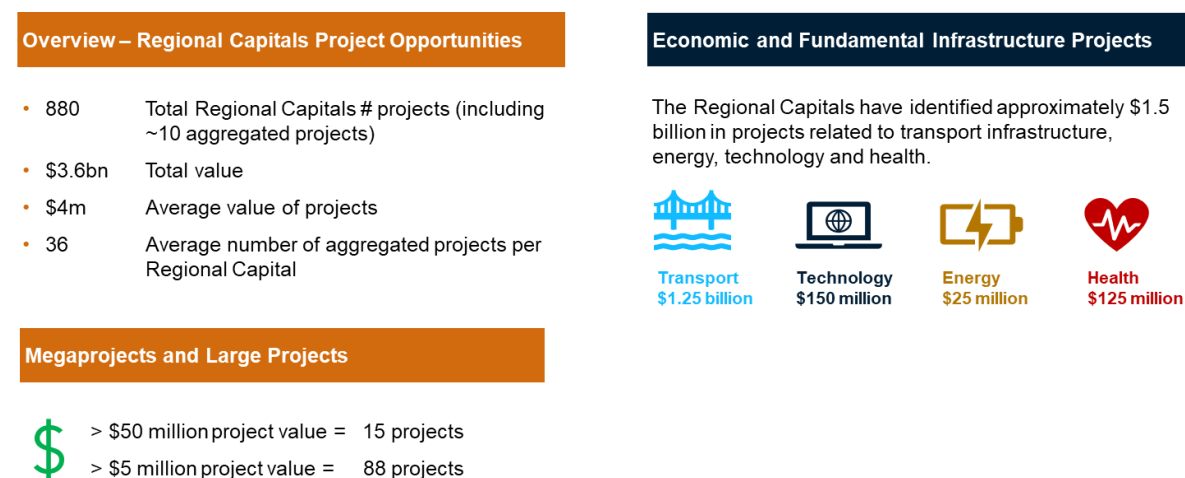 Overview – Regional Capitals Project Opportunities
• 880 Total Regional Capitals # projects (including
~10 aggregated projects)
• $3.6bn Total value
• $4m Average value of projects
• 36 Average number of aggregated projects per
Regional Capital
Megaprojects and Large Projects
$
> $50 million project value = 15 projects
> $5 million project value = 88 projects
Economic and Fundamental Infrastructure Projects
The Regional Capitals have identified approximately $1.5
billion in projects related to transport infrastructure,
energy, technology and health.
Transport
$1.25 billion
Technology
$150 million
Energy
$25 million
Health
$125 million